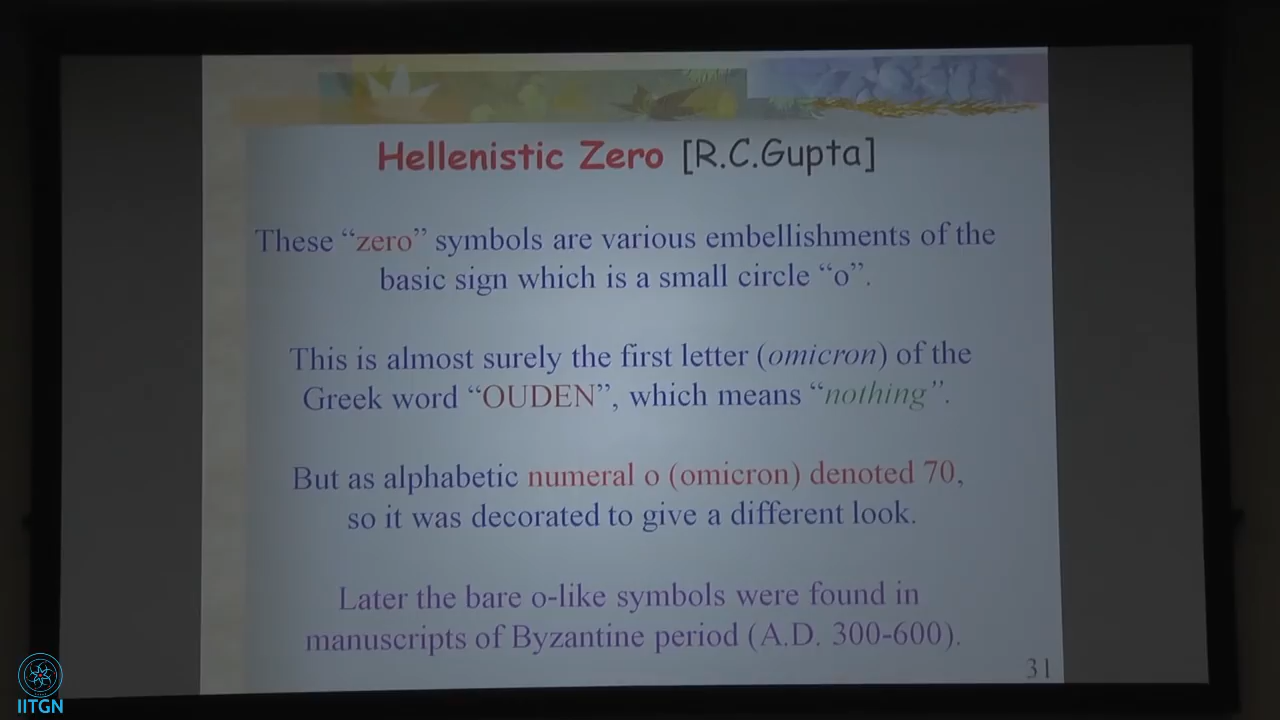 Hellenistic Zero [R.C.Gupta]
These “zero” symbols are various embellishments of the
basic sign which is a small circle “o”.
This is almost surely the first letter (omicron) of the
Greek word “OUDEN”, which means “nothing”.
But as alphabetic numeral o (omicron) denoted 70,
so it was decorated to give a different look.
Later the bare o-like symbols were found in
manuscripts of Byzantine period (A.D. 300-600).
31
IITGN